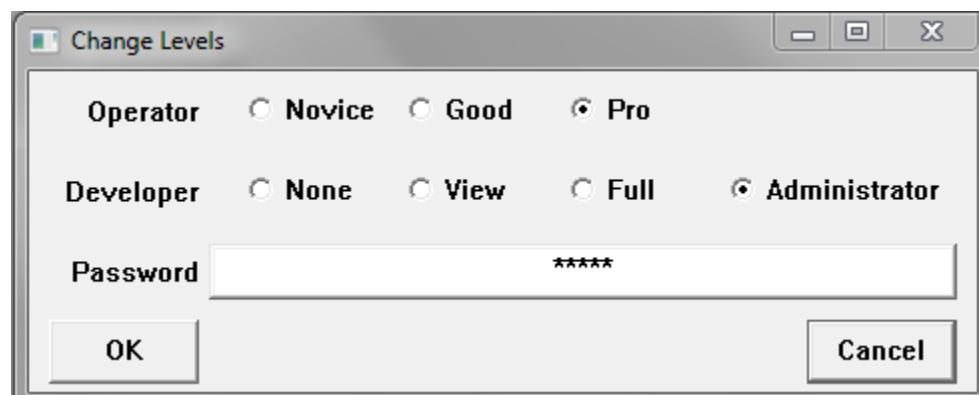 Change Levels
Operator Novice Good Pro
Developer None View Full Administrator
Password *****
OK Cancel